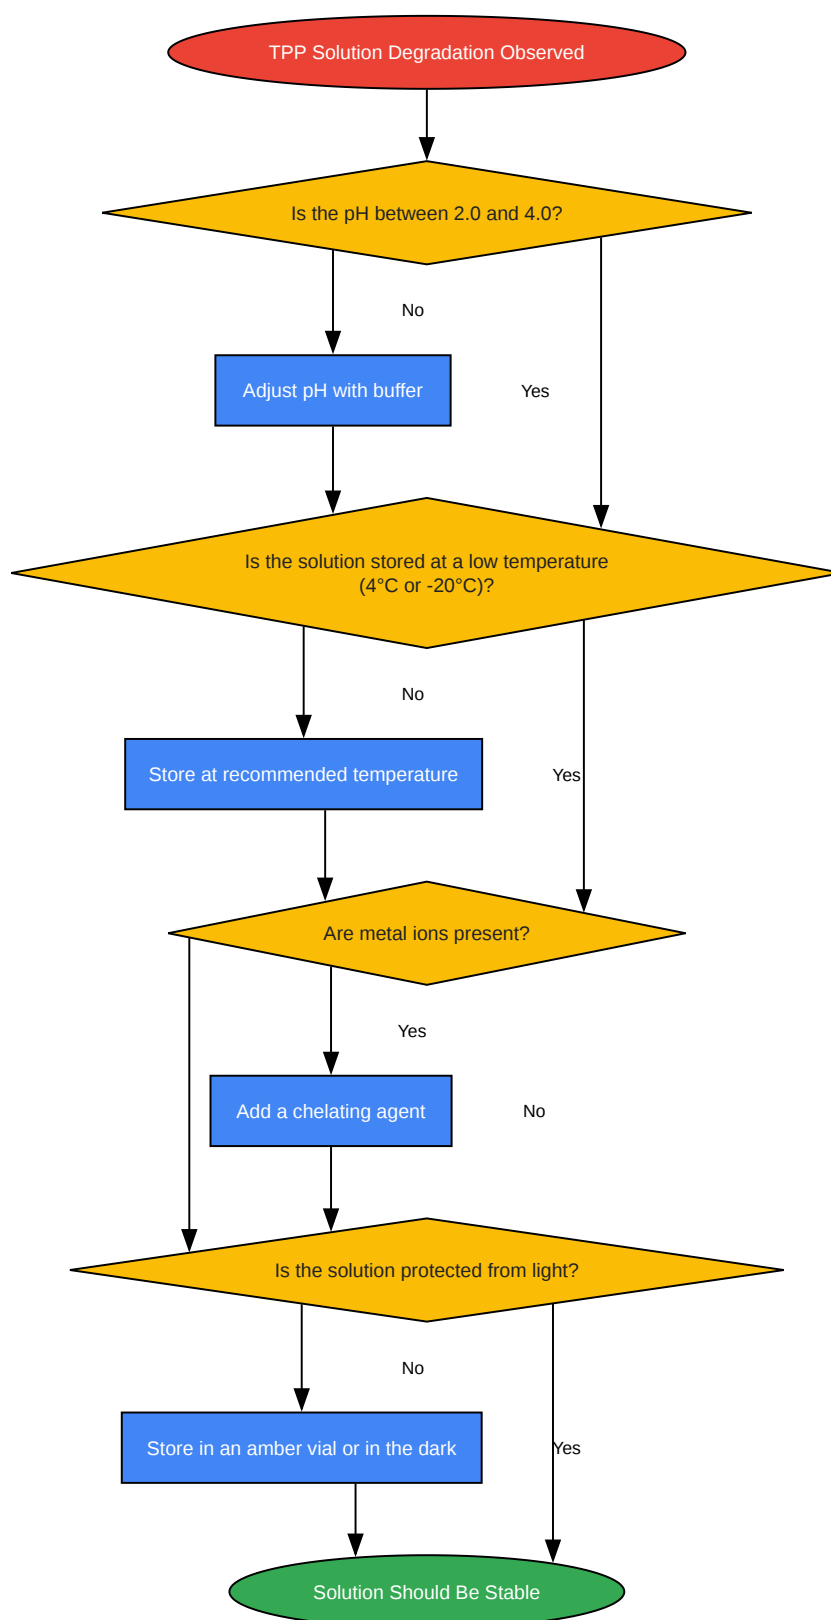 TPP Solution Degradation Observed
Is the pH between 2.0 and 4.0?
No
Adjust pH with buffer
Yes
Is the solution stored at a low temperature
(4°C or -20°C)?
No
Store at recommended temperature
Yes
Are metal ions present?
Yes
Add a chelating agent
No
Is the solution protected from light?
No
Store in an amber vial or in the dark
Yes
Solution Should Be Stable